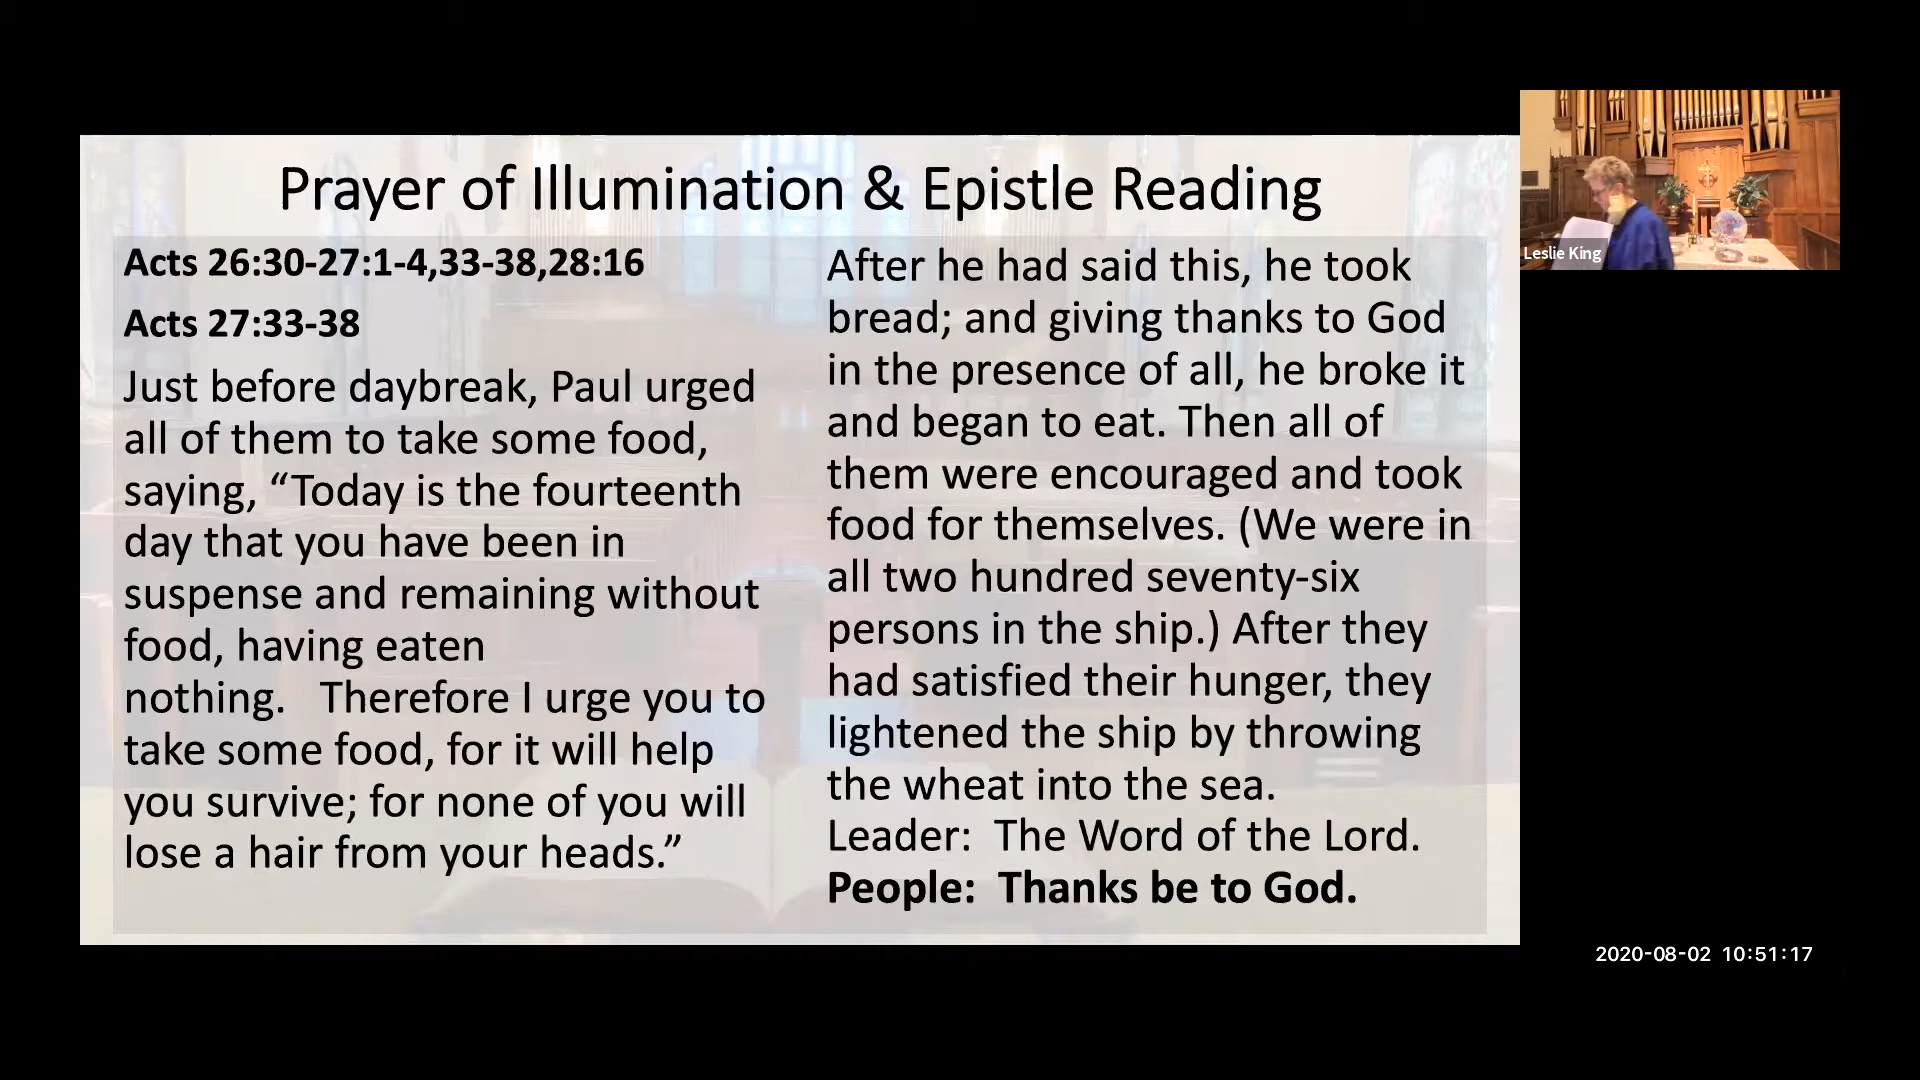 Prayer of Illumination & Epistle Reading
Acts 26:30-27:1-4,33-38,28:16
Acts 27:33-38
Just before daybreak, Paul urged
all of them to take some food,
saying, “Today is the fourteenth
day that you have been in
suspense and remaining without
food, having eaten
nothing.   Therefore I urge you to
take some food, for it will help
you survive; for none of you will
lose a hair from your heads.”
After he had said this, he took
bread; and giving thanks to God
in the presence of all, he broke it
and began to eat. Then all of
them were encouraged and took
food for themselves. (We were in
all two hundred seventy-six
persons in the ship.) After they
had satisfied their hunger, they
lightened the ship by throwing
the wheat into the sea.
Leader:  The Word of the Lord.
People:  Thanks be to God.
Leslie King
2020-08-02 10:51:17